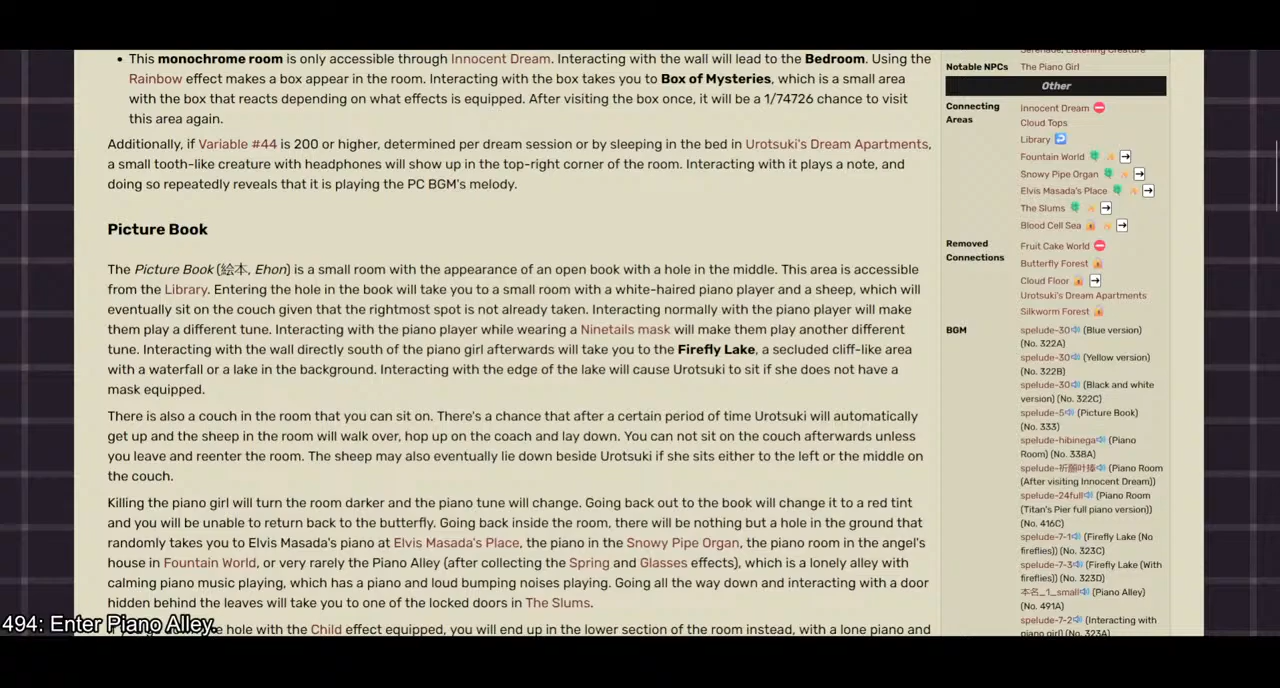 • This monochrome room is only accessible through Innocent Dream. Interacting with the wall will lead to the Bedroom. Using the
Rainbow effect makes a box appear in the room. Interacting with the box takes you to Box of Mysteries, which is a small area
with the box that reacts depending on what effects is equipped. After visiting the box once, it will be a 1/74726 chance to visit
this area again.
Additionally, if Variable #44 is 200 or higher, determined per dream session or by sleeping in the bed in Urotsuki's Dream Apartments,
a small tooth-like creature with headphones will show up in the top-right corner of the room. Interacting with it plays a note, and
doing so repeatedly reveals that it is playing the PC BGM's melody.
Picture Book
The Picture Book (絵本, Ehon) is a small room with the appearance of an open book with a hole in the middle. This area is accessible
from the Library. Entering the hole in the book will take you to a small room with a white-haired piano player and a sheep, which will
eventually sit on the couch given that the rightmost spot is not already taken. Interacting normally with the piano player will make
them play a different tune. Interacting with the piano player while wearing a Ninetails mask will make them play another different
tune. Interacting with the wall directly south of the piano girl afterwards will take you to the Firefly Lake, a secluded cliff-like area
with a waterfall or a lake in the background. Interacting with the edge of the lake will cause Urotsuki to sit if she does not have a
mask equipped.
There is also a couch in the room that you can sit on. There's a chance that after a certain period of time Urotsuki will automatically
get up and the sheep in the room will walk over, hop up on the coach and lay down. You can not sit on the couch afterwards unless
you leave and reenter the room. The sheep may also eventually lie down beside Urotsuki if she sits either to the left or the middle on
the couch.
Killing the piano girl will turn the room darker and the piano tune will change. Going back out to the book will change it to a red tint
and you will be unable to return back to the butterfly. Going back inside the room, there will be nothing but a hole in the ground that
randomly takes you to Elvis Masada's piano at Elvis Masada's Place, the piano in the Snowy Pipe Organ, the piano room in the angel's
house in Fountain World, or very rarely the Piano Alley (after collecting the Spring and Glasses effects), which is a lonely alley with
calming piano music playing, which has a piano and loud bumping noises playing. Going all the way down and interacting with a door
hidden behind the leaves will take you to one of the locked doors in The Slums.
hole with the Child effect equipped, you will end up in the lower section of the room instead, with a lone piano and
494: Enter Piano Alley.
Serenade, Listening Creature
Notable NPCs The Piano Girl
Other
Connecting Areas
Innocent Dream
Cloud Tops
Library
Fountain World
Snowy Pipe Organ
Elvis Masada's Place
The Slums
Blood Cell Sea
Removed Connections
Fruit Cake World
Butterfly Forest
Cloud Floor
Urotsuki's Dream Apartments
Silkworm Forest
BGM
spelude-30 (Blue version)
(No. 322A)
spelude-30 (Yellow version)
(No. 322B)
spelude-30 (Black and white
version) (No. 322C)
spelude-5 (Picture Book)
(No. 333)
spelude-hibinega (Piano
Room) (No. 338A)
spelude-祈願叶捧 (Piano Room
(After visiting Innocent Dream))
spelude-24full (Piano Room
(Titan's Pier full piano version))
(No. 416C)
spelude-7-1 (Firefly Lake (No
fireflies)) (No. 323C)
spelude-7-3 (Firefly Lake (With
fireflies)) (No. 323D)
本名_1_small (Piano Alley)
(No. 491A)
spelude-7-2 (Interacting with
piano girl) (No. 323A)